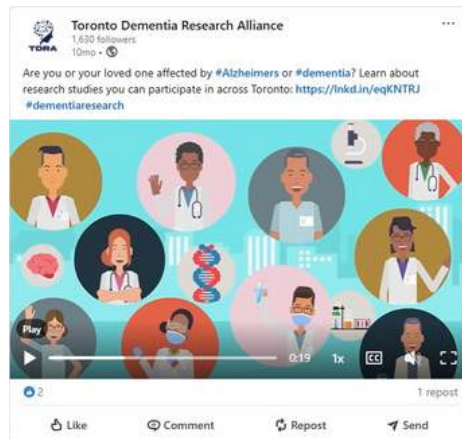 Toronto Dementia Research Alliance
TDRA
1,630 followers
10mo •
Are you or your loved one affected by #Alzheimers or #dementia? Learn about
research studies you can participate in across Toronto: https://lnkd.in/eqKNTRJ
#dementiaresearch
Play
0:19 1x CC
2
1 repost
Like Comment Repost Send